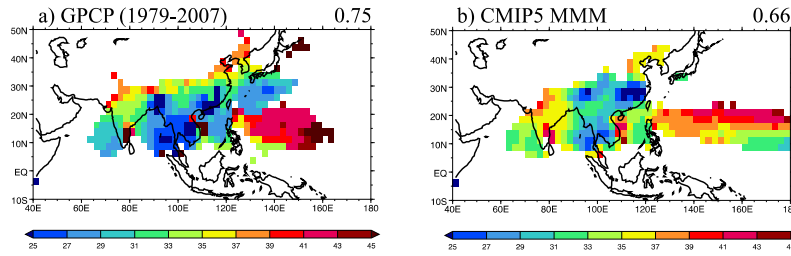 a) GPCP (1979-2007) 0.75
50N
40N
30N
20N
10N
EQ
10S
40E 60E 80E 100E 120E 140E 160E 180
25 27 29 31 33 35 37 39 41 43 45
b) CMIP5 MMM 0.66
50N
40N
30N
20N
10N
EQ
10S
40E 60E 80E 100E 120E 140E 160E 180
25 27 29 31 33 35 37 39 41 43 4